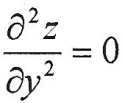 ∂²z/∂y² = 0